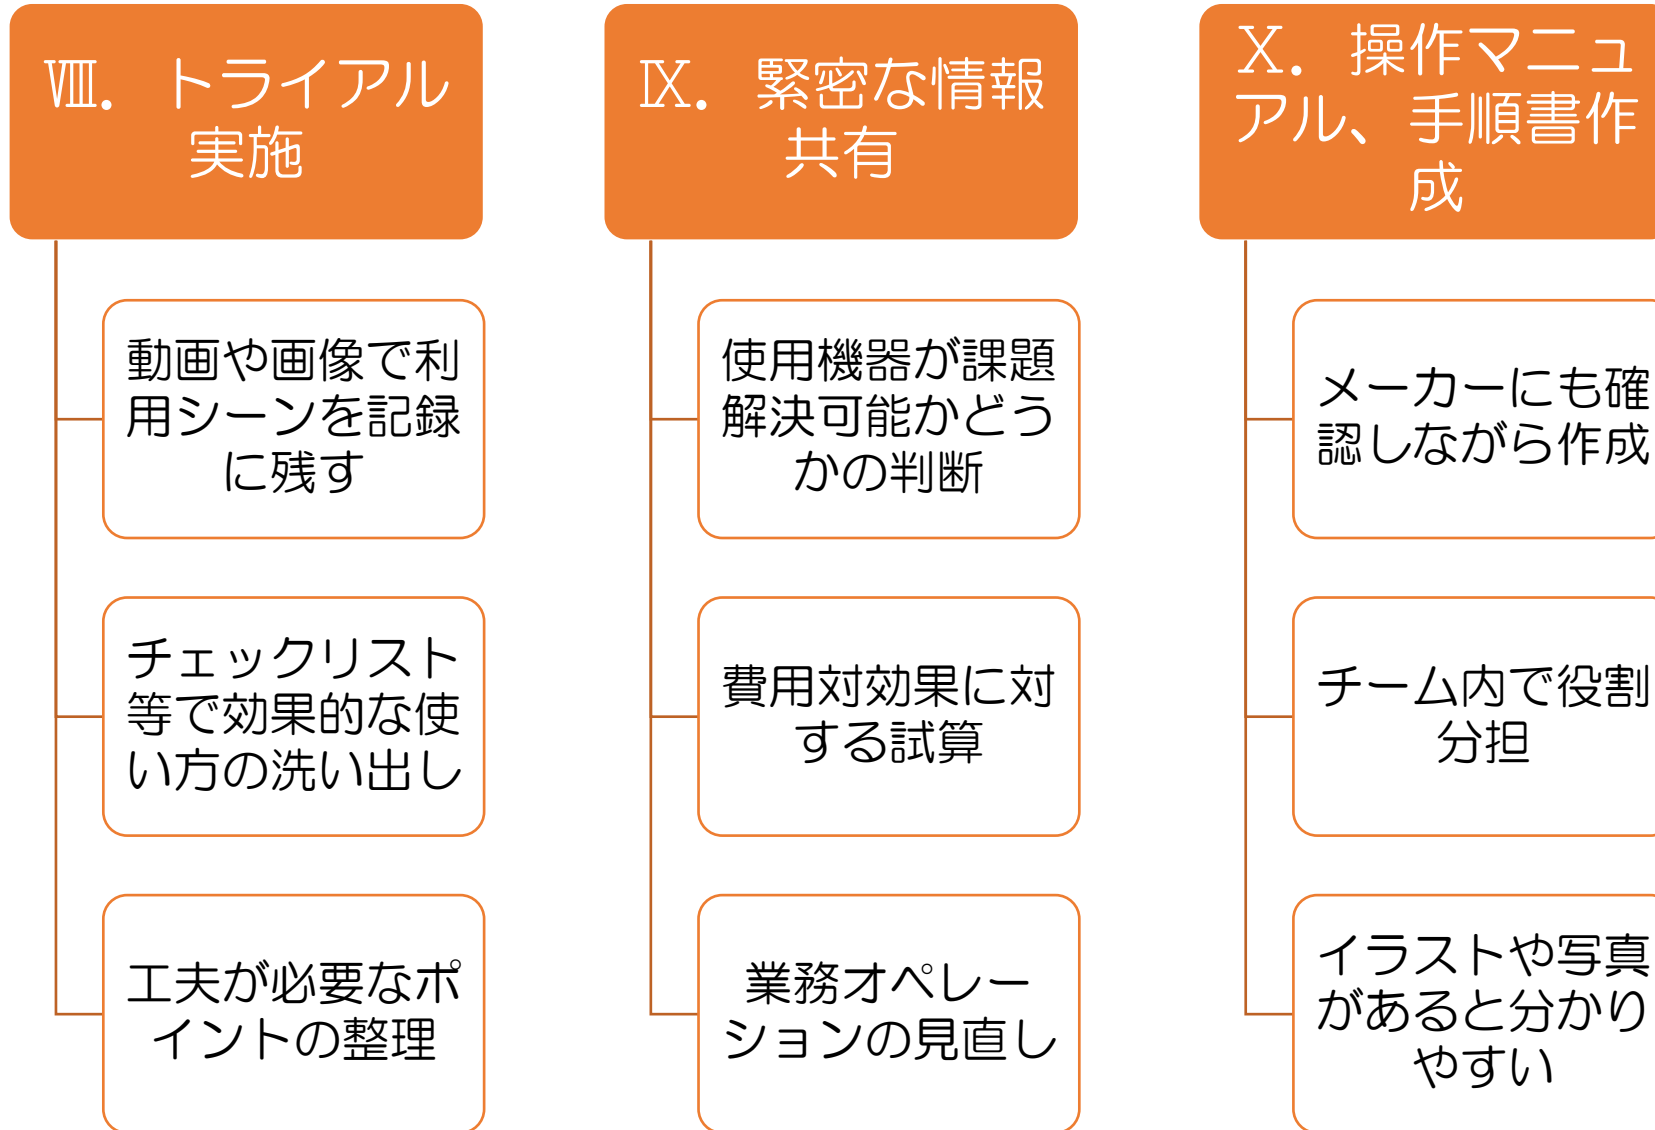 Ⅷ．トライアル
実施
動画や画像で利
用シーンを記録
に残す
チェックリスト
等で効果的な使
い方の洗い出し
工夫が必要なポ
イントの整理
Ⅸ．緊密な情報
共有
使用機器が課題
解決可能かどう
かの判断
費用対効果に対
する試算
業務オペレー
ションの見直し
Ⅹ．操作マニュ
アル、手順書作
成
メーカーにも確
認しながら作成
チーム内で役割
分担
イラストや写真
があると分かり
やすい